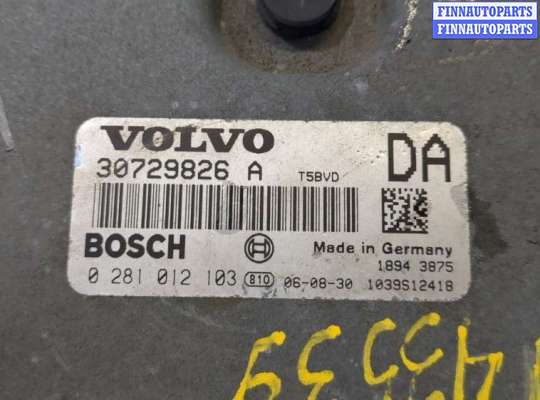 FINNAUTOPARTS
FINNAUTOPARTS
VOLVO
30729826 A T5BVD
DA
BOSCH
Made in Germany
1894 3875
0 281 012 103 810 06-08-30 1039S12418